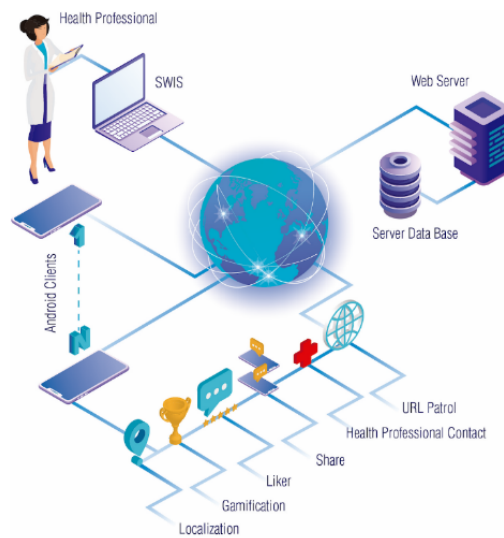 Health Professional
SWIS
Web Server
Server Data Base
Android Clients
1
N
URL Patrol
Health Professional Contact
Share
Liker
Gamification
Localization